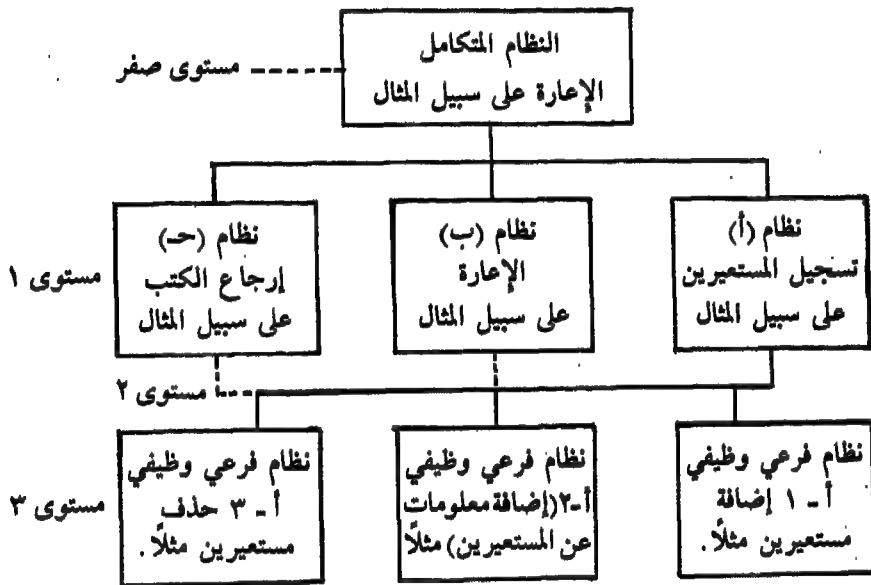 النظام المتكامل
الإعارة على سبيل المثال
مستوى صفر
نظام (أ)
تسنجيل المستعيرين
على سبيل المثال
نظام (ب)
الإعارة
على سبيل المثال
نظام (حـ)
إرجاع الكتب
على سبيل المثال
مستوى ١
مستوى ٢
نظام فرعي وظيفي
أ - ١ إضافة
مستعيرين مثلاً .
نظام فرعي وظيفي
أ-٢ (إضافة معلومات
عن المستعيرين) مثلاً
نظام فرعي وظيفي
أ - ٣ حذف
مستعيرين مثلاً .
مستوى ٣